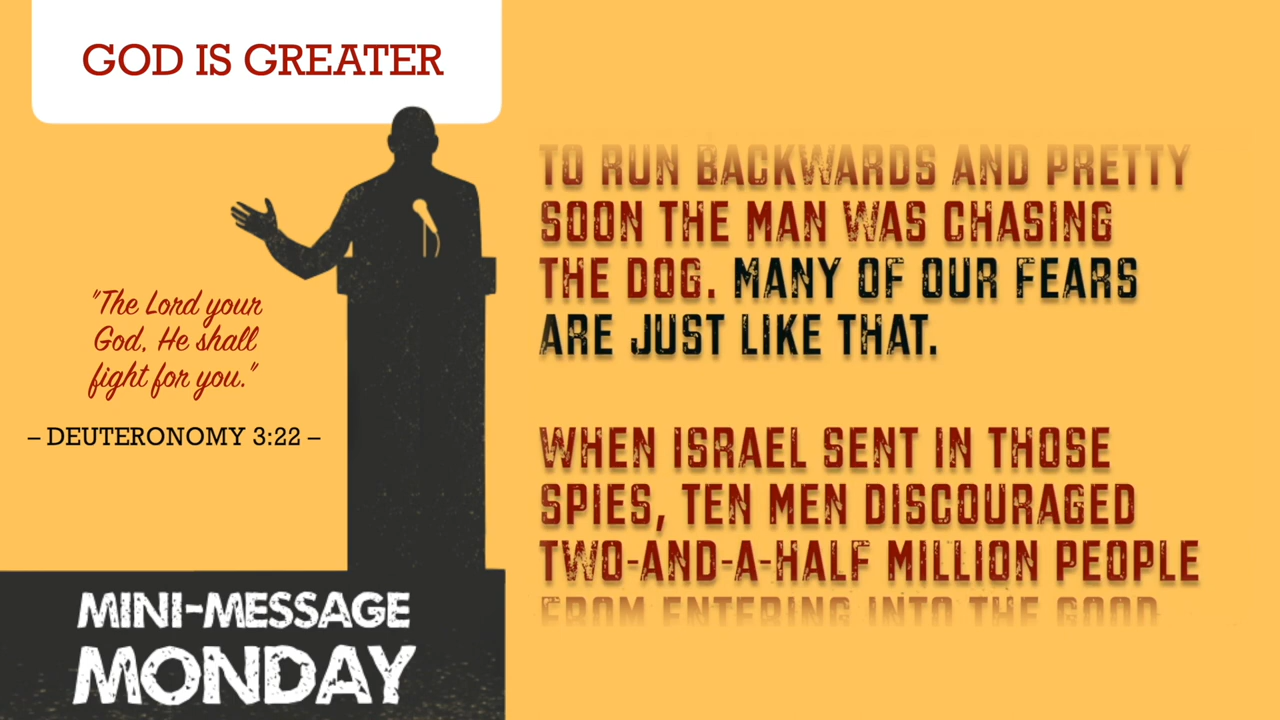 GOD IS GREATER
"The Lord your
God, He shall
fight for you."
– DEUTERONOMY 3:22 –
MINI-MESSAGE
MONDAY
TO RUN BACKWARDS AND PRETTY
SOON THE MAN WAS CHASING
THE DOG. MANY OF OUR FEARS
ARE JUST LIKE THAT.
WHEN ISRAEL SENT IN THOSE
SPIES, TEN MEN DISCOURAGED
TWO-AND-A-HALF MILLION PEOPLE
FROM ENTERING INTO THE GOOD